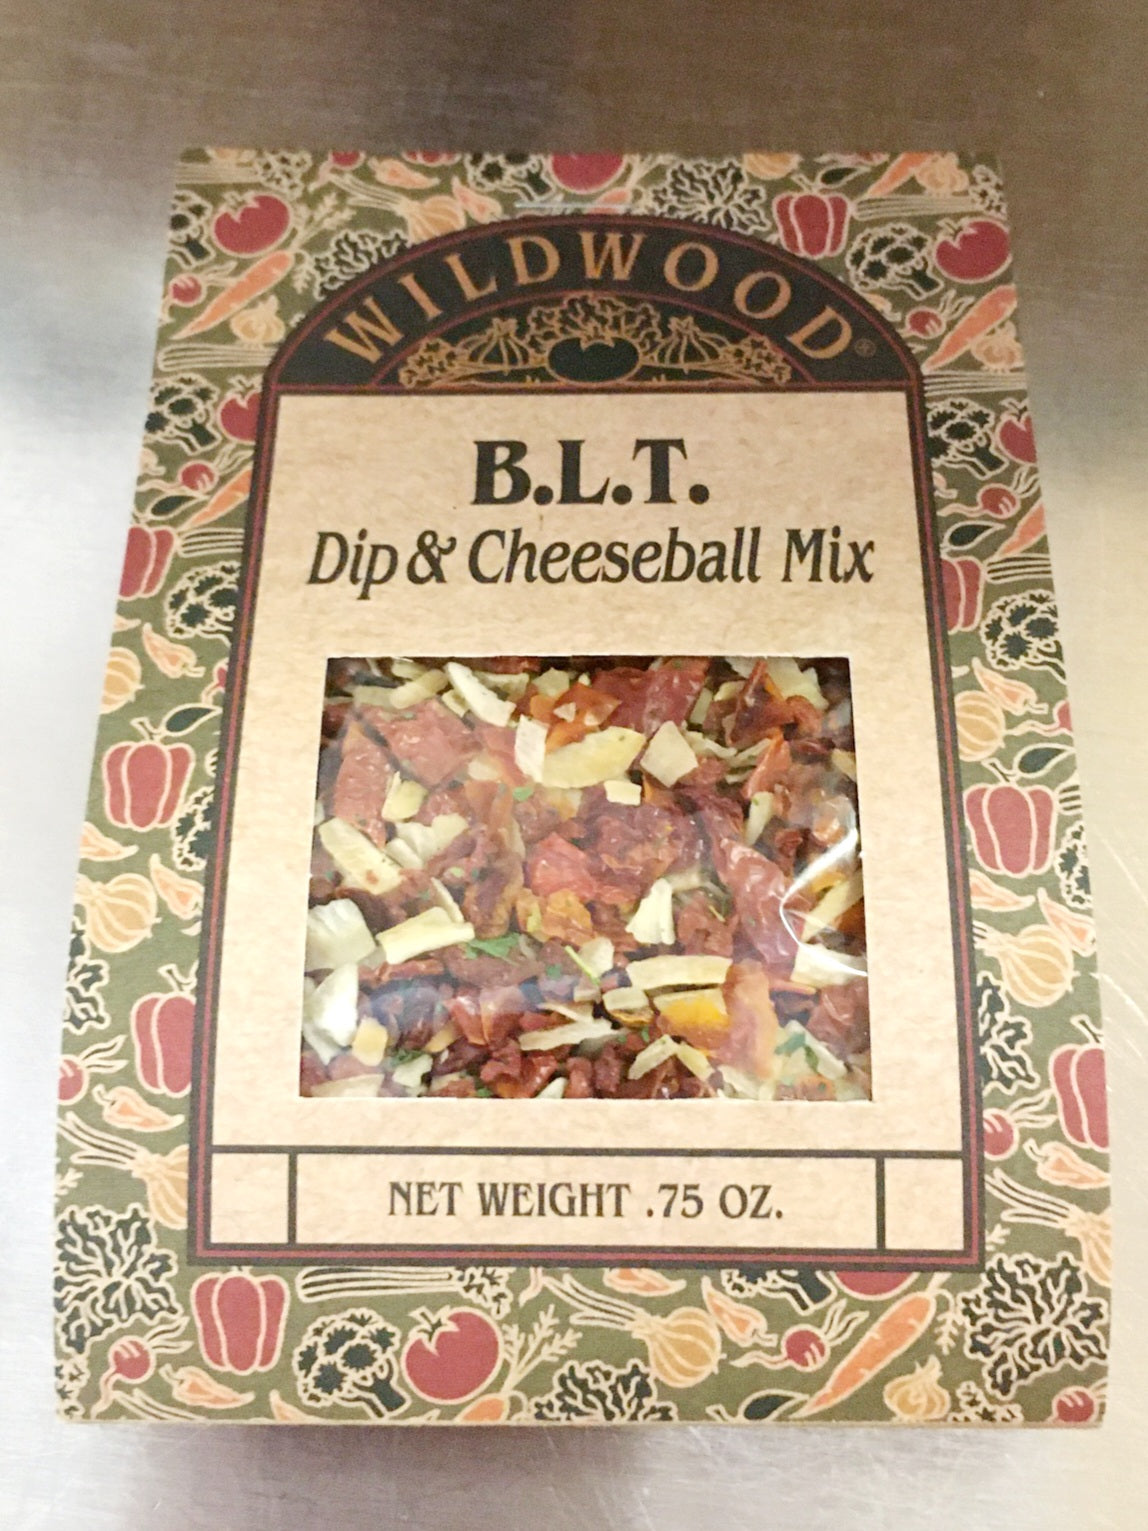 WILDWOOD®
B.L.T.
Dip & Cheeseball Mix
NET WEIGHT .75 OZ.